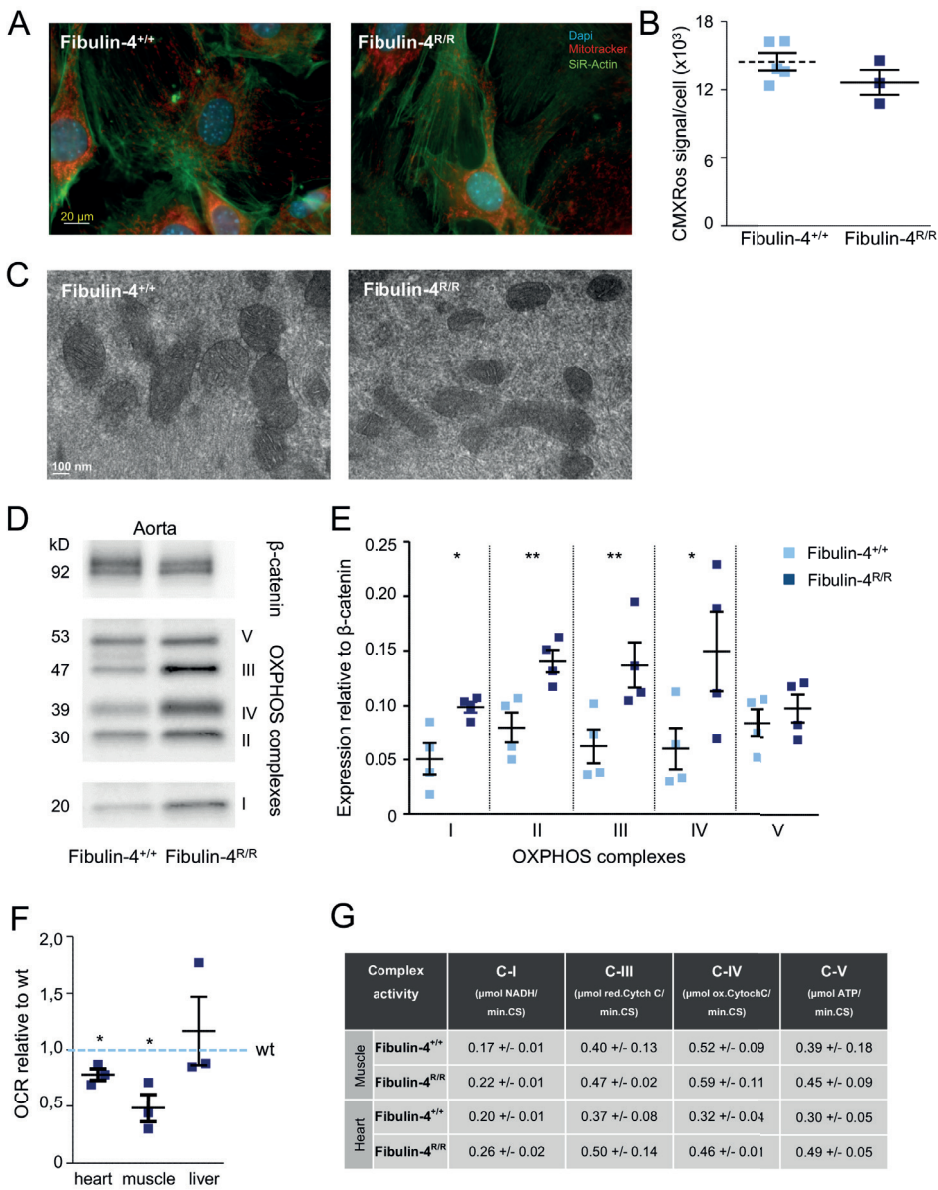 A
Fibulin-4+/+
20 µm
Fibulin-4R/R
Dapi
Mitotracker
SiR-Actin
B
CMXRos signal/cell (x10³)
18
12
6
0
Fibulin-4+/+
Fibulin-4R/R
C
Fibulin-4+/+
100 nm
Fibulin-4R/R
D
Aorta
kD
92
β-catenin
53
47
39
30
20
V
III
IV
II
I
OXPHOS complexes
Fibulin-4+/+
Fibulin-4R/R
E
Expression relative to β-catenin
0.25
0.20
0.15
0.10
0.05
0
*
**
**
*
I
II
III
IV
V
OXPHOS complexes
Fibulin-4+/+
Fibulin-4R/R
F
OCR relative to wt
2,0
1,5
1,0
0,5
0
*
*
wt
heart
muscle
liver
G
Complex activity
C-I (µmol NADH/ min.CS)
C-III (µmol red.Cytch C/ min.CS)
C-IV (µmol ox.CytochC/ min.CS)
C-V (µmol ATP/ min.CS)
Muscle
Fibulin-4+/+ 0.17 +/- 0.01 0.40 +/- 0.13 0.52 +/- 0.09 0.39 +/- 0.18
Fibulin-4R/R 0.22 +/- 0.01 0.47 +/- 0.02 0.59 +/- 0.11 0.45 +/- 0.09
Heart
Fibulin-4+/+ 0.20 +/- 0.01 0.37 +/- 0.08 0.32 +/- 0.04 0.30 +/- 0.05
Fibulin-4R/R 0.26 +/- 0.02 0.50 +/- 0.14 0.46 +/- 0.01 0.49 +/- 0.05